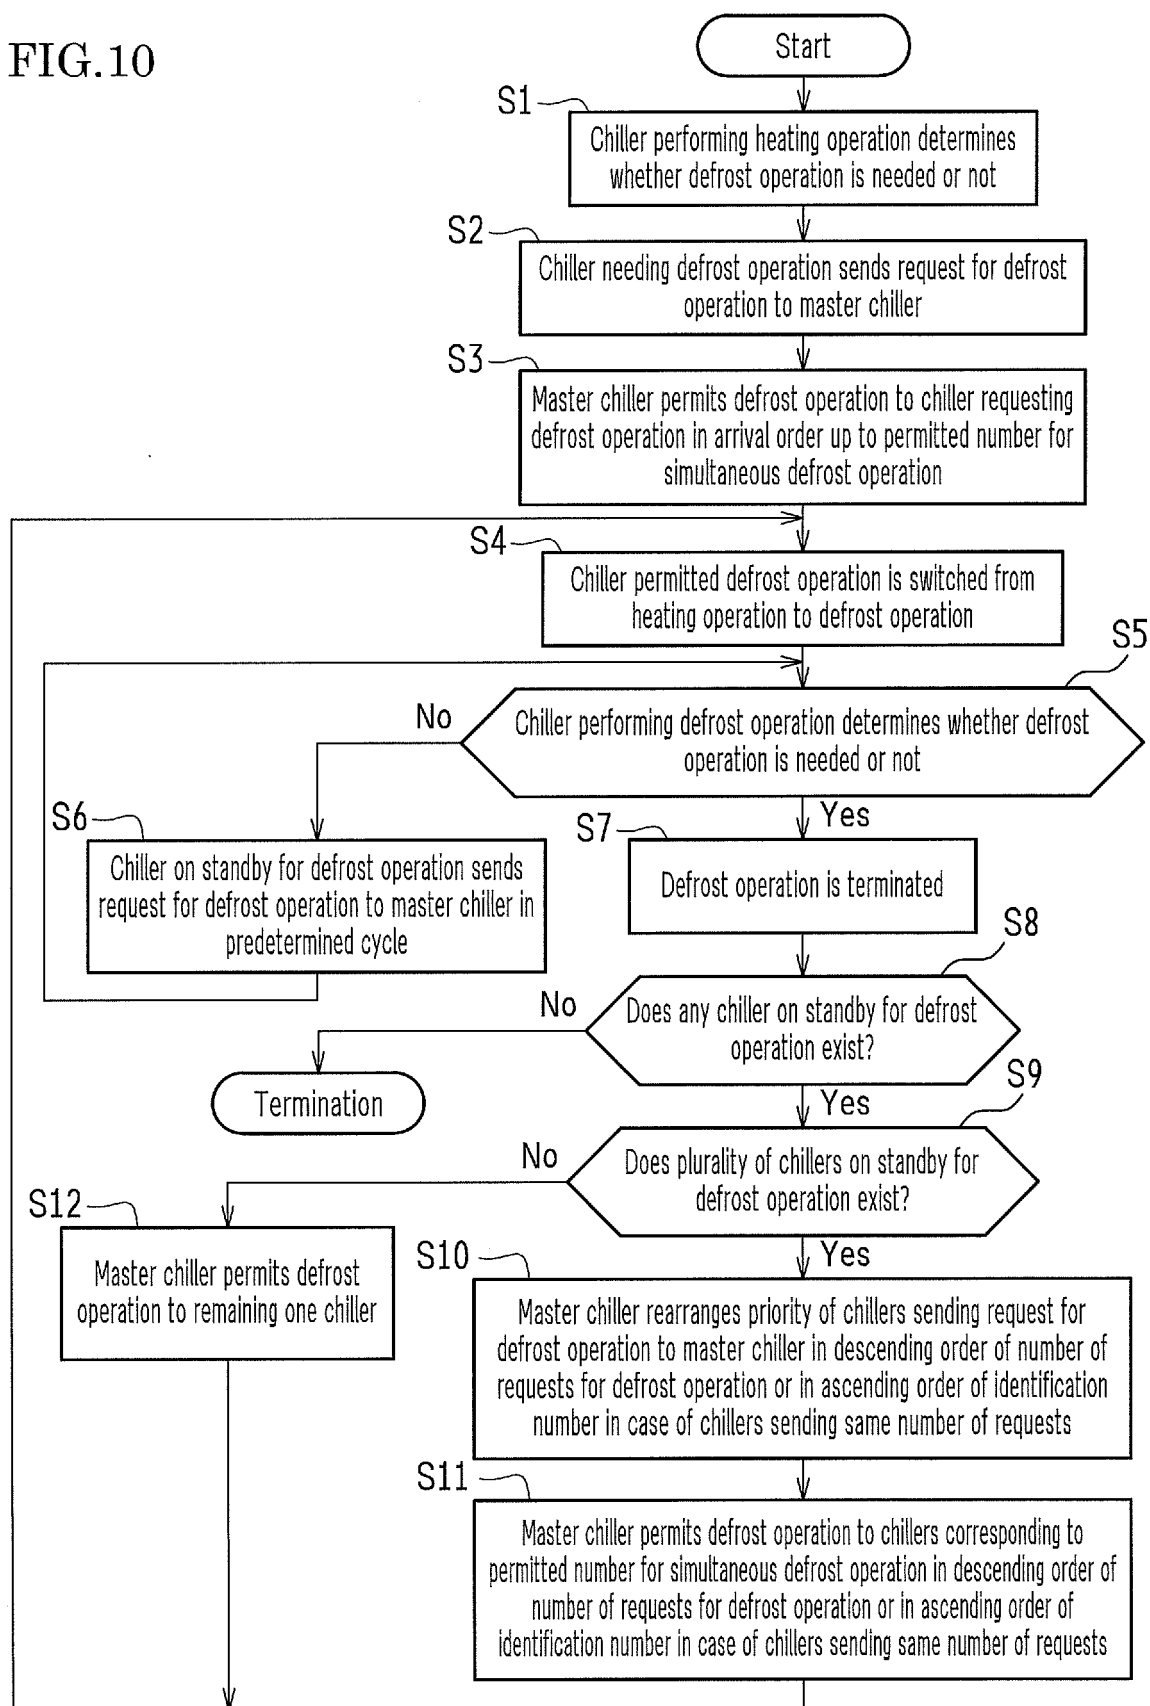 FIG.10
Start
S1
Chiller performing heating operation determines
whether defrost operation is needed or not
S2
Chiller needing defrost operation sends request for defrost
operation to master chiller
S3
Master chiller permits defrost operation to chiller requesting
defrost operation in arrival order up to permitted number for
simultaneous defrost operation
S4
Chiller permitted defrost operation is switched from
heating operation to defrost operation
S5
Chiller performing defrost operation determines whether defrost
operation is needed or not
No
Yes
S6
Chiller on standby for defrost operation sends
request for defrost operation to master chiller in
predetermined cycle
S7
Defrost operation is terminated
S8
Does any chiller on standby for defrost
operation exist?
No
Termination
Yes
S9
Does plurality of chillers on standby for
defrost operation exist?
No
Yes
S12
Master chiller permits defrost
operation to remaining one chiller
S10
Master chiller rearranges priority of chillers sending request for
defrost operation to master chiller in descending order of number of
requests for defrost operation or in ascending order of identification
number in case of chillers sending same number of requests
S11
Master chiller permits defrost operation to chillers corresponding to
permitted number for simultaneous defrost operation in descending order of
number of requests for defrost operation or in ascending order of
identification number in case of chillers sending same number of requests